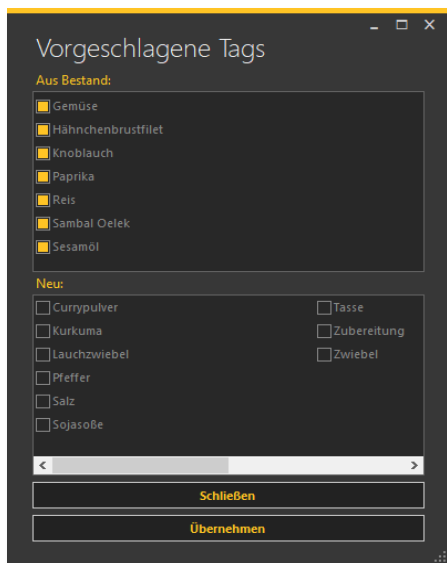 Vorgeschlagene Tags
Aus Bestand:
Gemüse
Hähnchenbrustfilet
Knoblauch
Paprika
Reis
Sambal Oelek
Sesamöl
Neu:
Currypulver
Kurkuma
Lauchzwiebel
Pfeffer
Salz
Sojasoße
Tasse
Zubereitung
Zwiebel
Schließen
Übernehmen